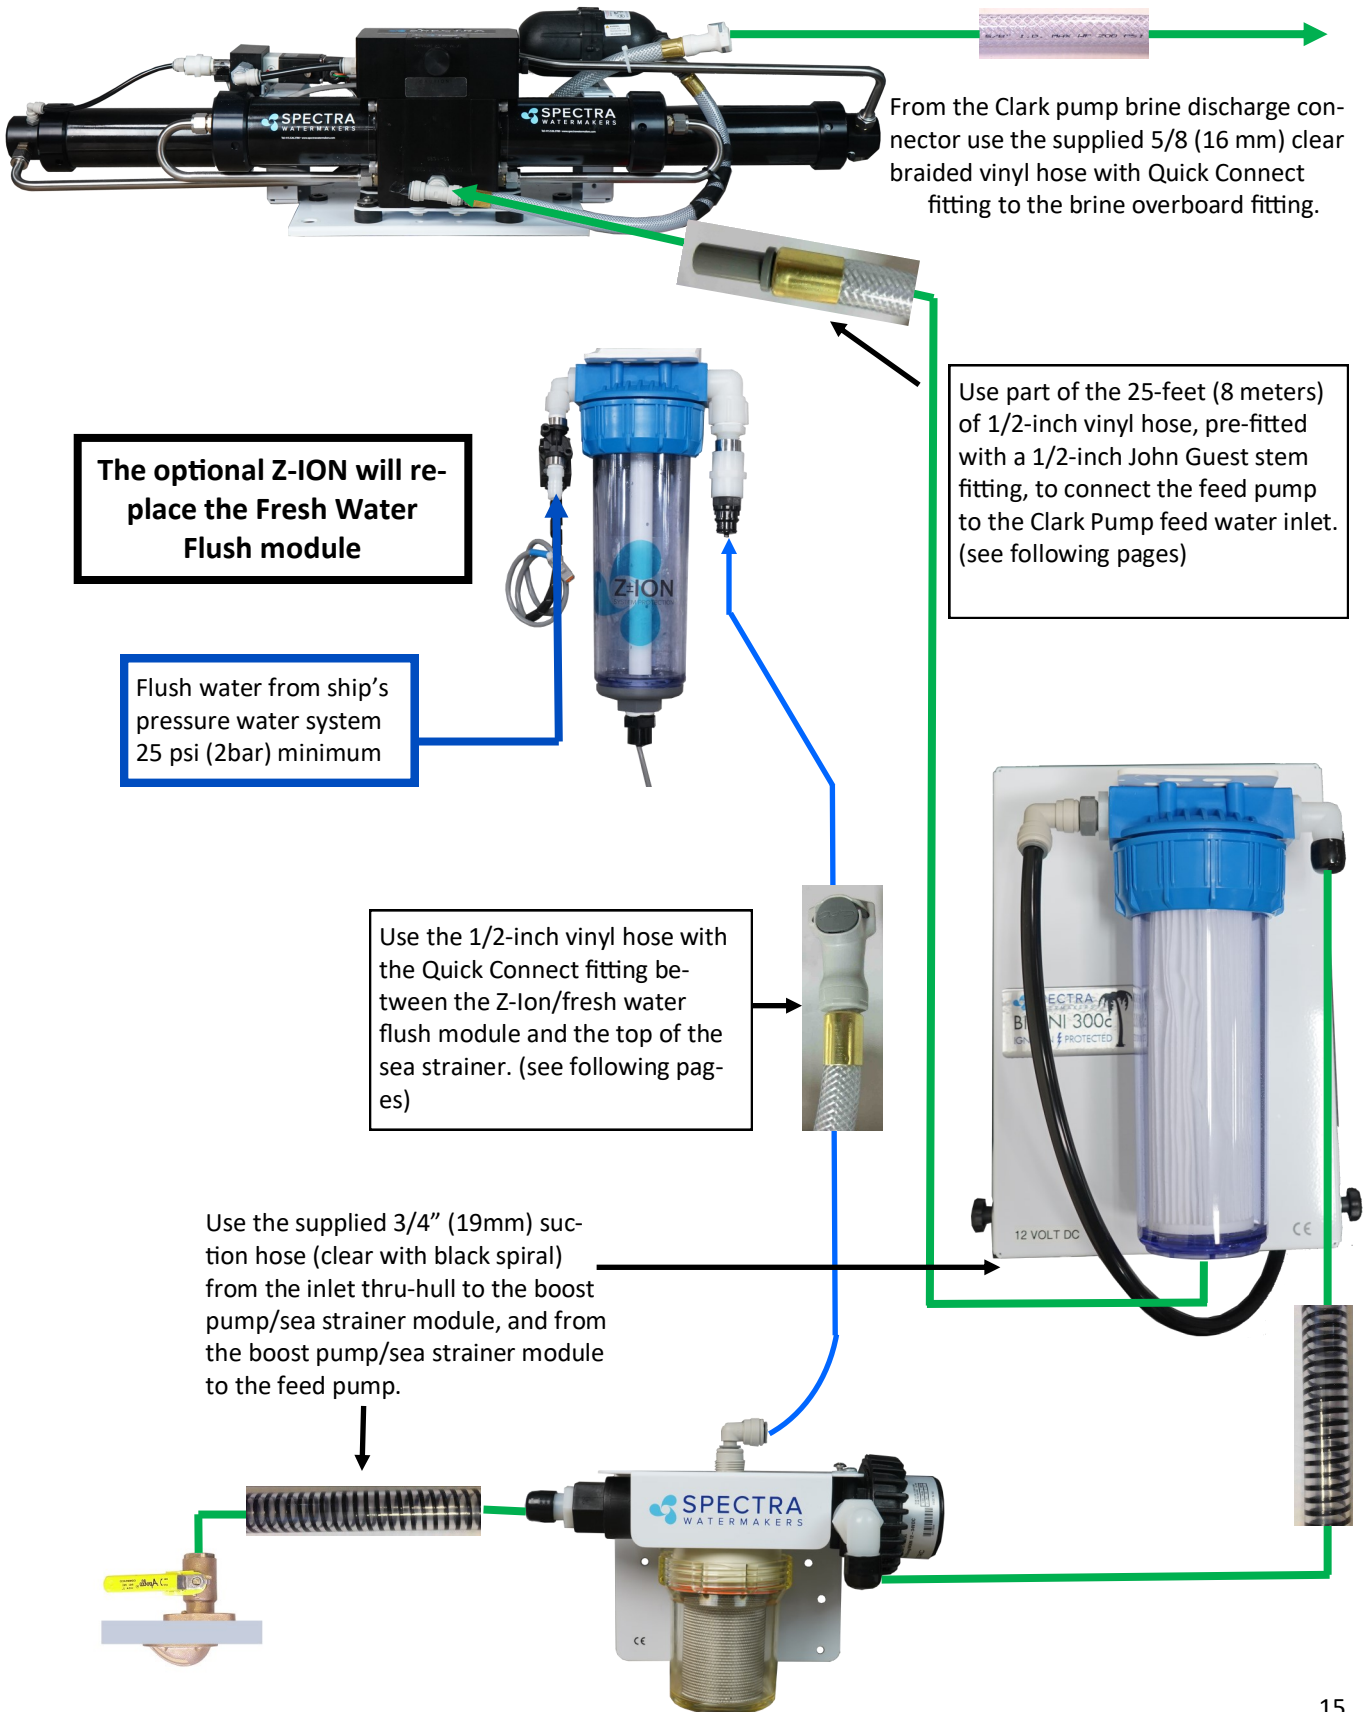 SPECTRA
WATERMAKERS
SPECTRA
WATERMAKERS
5/8" I.D.
200 PSI
From the Clark pump brine discharge con-
nector use the supplied 5/8 (16 mm) clear
braided vinyl hose with Quick Connect
fitting to the brine overboard fitting.
Use part of the 25-feet (8 meters)
of 1/2-inch vinyl hose, pre-fitted
with a 1/2-inch John Guest stem
fitting, to connect the feed pump
to the Clark Pump feed water inlet.
(see following pages)
The optional Z-ION will re-
place the Fresh Water
Flush module
Z±ION
Flush water from ship's
pressure water system
25 psi (2bar) minimum
Use the 1/2-inch vinyl hose with
the Quick Connect fitting be-
tween the Z-Ion/fresh water
flush module and the top of the
sea strainer. (see following pag-
es)
300c
PROTECTED
12 VOLT DC
CE
Use the supplied 3/4” (19mm) suc-
tion hose (clear with black spiral)
from the inlet thru-hull to the boost
pump/sea strainer module, and from
the boost pump/sea strainer module
to the feed pump.
SPECTRA
WATERMAKERS
CE
15